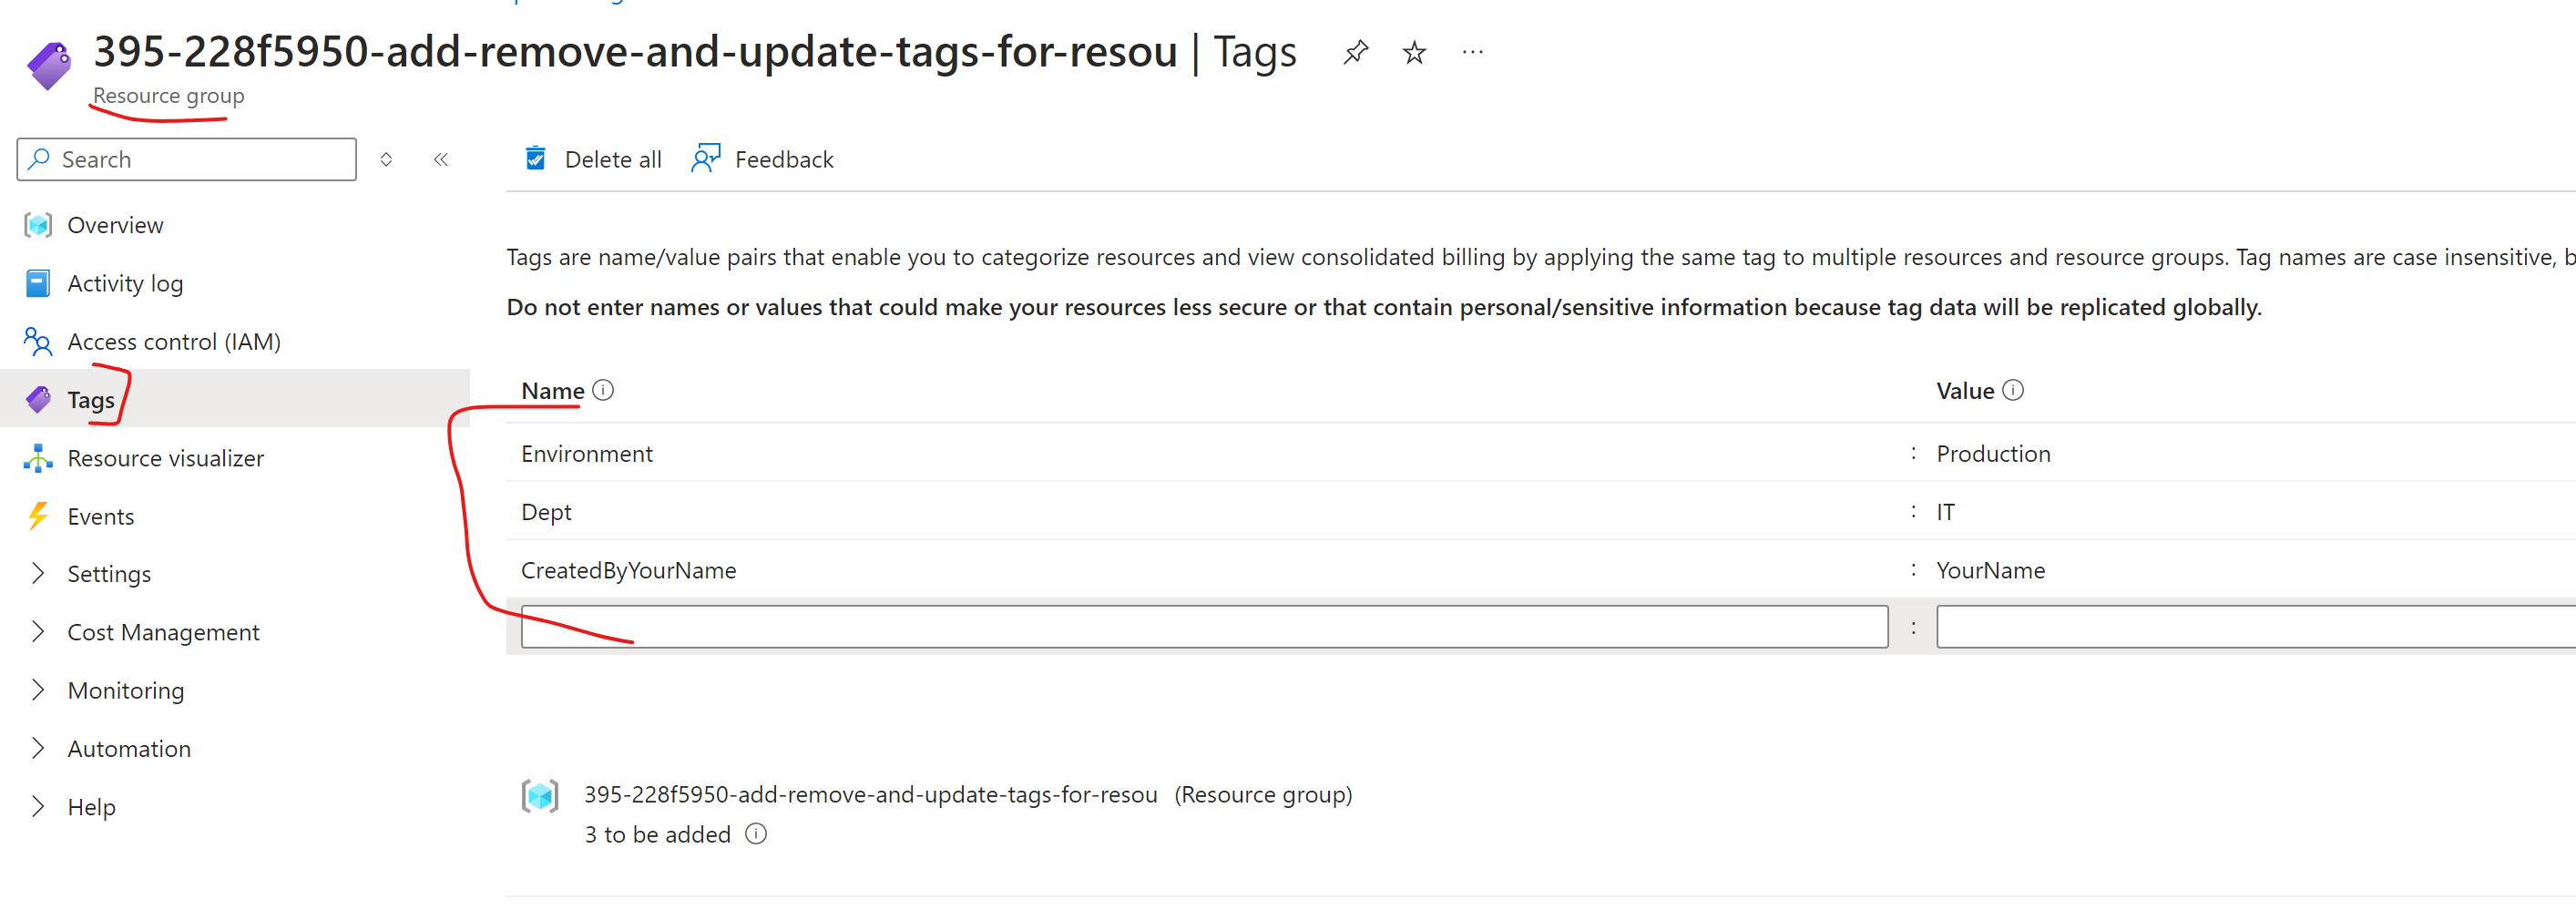 395-228f5950-add-remove-and-update-tags-for-resou | Tags
Resource group
Search
Delete all
Feedback
Overview
Activity log
Access control (IAM)
Tags
Resource visualizer
Events
Settings
Cost Management
Monitoring
Automation
Help
Tags are name/value pairs that enable you to categorize resources and view consolidated billing by applying the same tag to multiple resources and resource groups. Tag names are case insensitive,
Do not enter names or values that could make your resources less secure or that contain personal/sensitive information because tag data will be replicated globally.
Name Value
Environment : Production
Dept : IT
CreatedByYourName : YourName
:
395-228f5950-add-remove-and-update-tags-for-resou (Resource group)
3 to be added